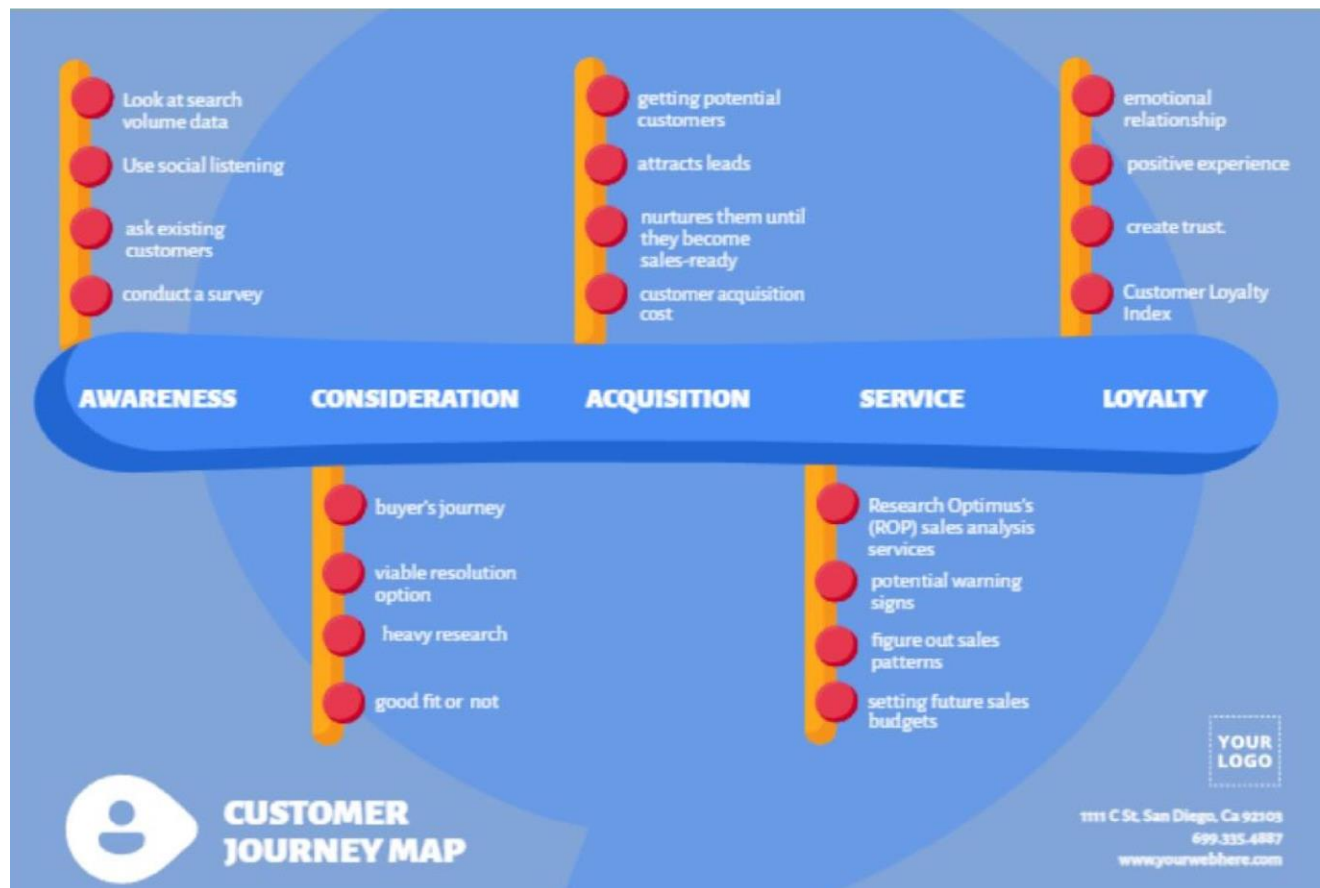 Look at search
volume data
Use social listening
ask existing
customers
conduct a survey
getting potential
customers
attracts leads
nurtures them until
they become
sales-ready
customer acquisition
cost
emotional
relationship
positive experience
create trust.
Customer Loyalty
Index
AWARENESS
CONSIDERATION
ACQUISITION
SERVICE
LOYALTY
buyer's journey
viable resolution
option
heavy research
good fit or not
Research Optimus's
(ROP) sales analysis
services
potential warning
signs
figure out sales
patterns
setting future sales
budgets
CUSTOMER
JOURNEY MAP
YOUR
LOGO
1111 C St, San Diego, Ca 92103
699.335.4887
www.yourwebhere.com